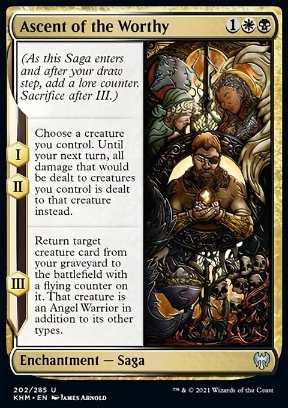 Ascent of the Worthy 1
(As this Saga enters
and after your draw
step, add a lore counter.
Sacrifice after III.)
I
II
Choose a creature
you control. Until
your next turn, all
damage that would
be dealt to creatures
you control is dealt
to that creature
instead.
III
Return target
creature card from
your graveyard to
the battlefield with
a flying counter on
it. That creature is
an Angel Warrior in
addition to its other
types.
Enchantment — Saga
202/285 U
KHM • EN JAMES ARNOLD
™ & © 2021 Wizards of the Coast